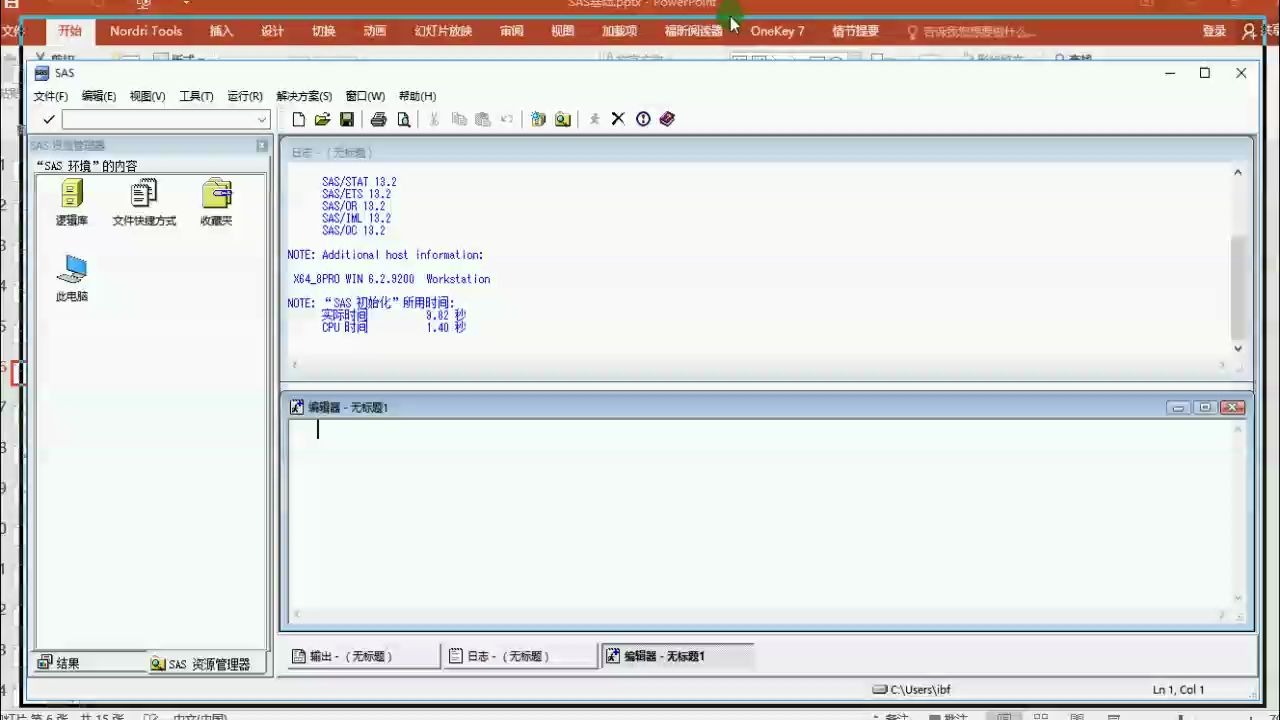 SAS基础.pptx - PowerPoint
文件 开始 Nordri Tools 插入 设计 切换 动画 幻灯片放映 审阅 视图 加载项 福昕阅读器 OneKey 7 情节提要 告诉我您想要做什么... 登录
SAS
文件(F) 编辑(E) 视图(V) 工具(T) 运行(R) 解决方案(S) 窗口(W) 帮助(H)
SAS 资源管理器
“SAS 环境”的内容
逻辑库 文件快捷方式 收藏夹
此电脑
日志 - (无标题)
SAS/STAT 13.2
SAS/ETS 13.2
SAS/OR 13.2
SAS/IML 13.2
SAS/QC 13.2
NOTE: Additional host information:
X64_8PRO WIN 6.2.9200 Workstation
NOTE: “SAS 初始化”所用时间:
实际时间 9.82 秒
CPU 时间 1.40 秒
编辑器 - 无标题1
结果 SAS 资源管理器
输出 - (无标题) 日志 - (无标题) 编辑器 - 无标题1
C:\Users\ibf Ln 1, Col 1
幻灯片 第 6 张，共 15 张 中文(中国) 备注 批注